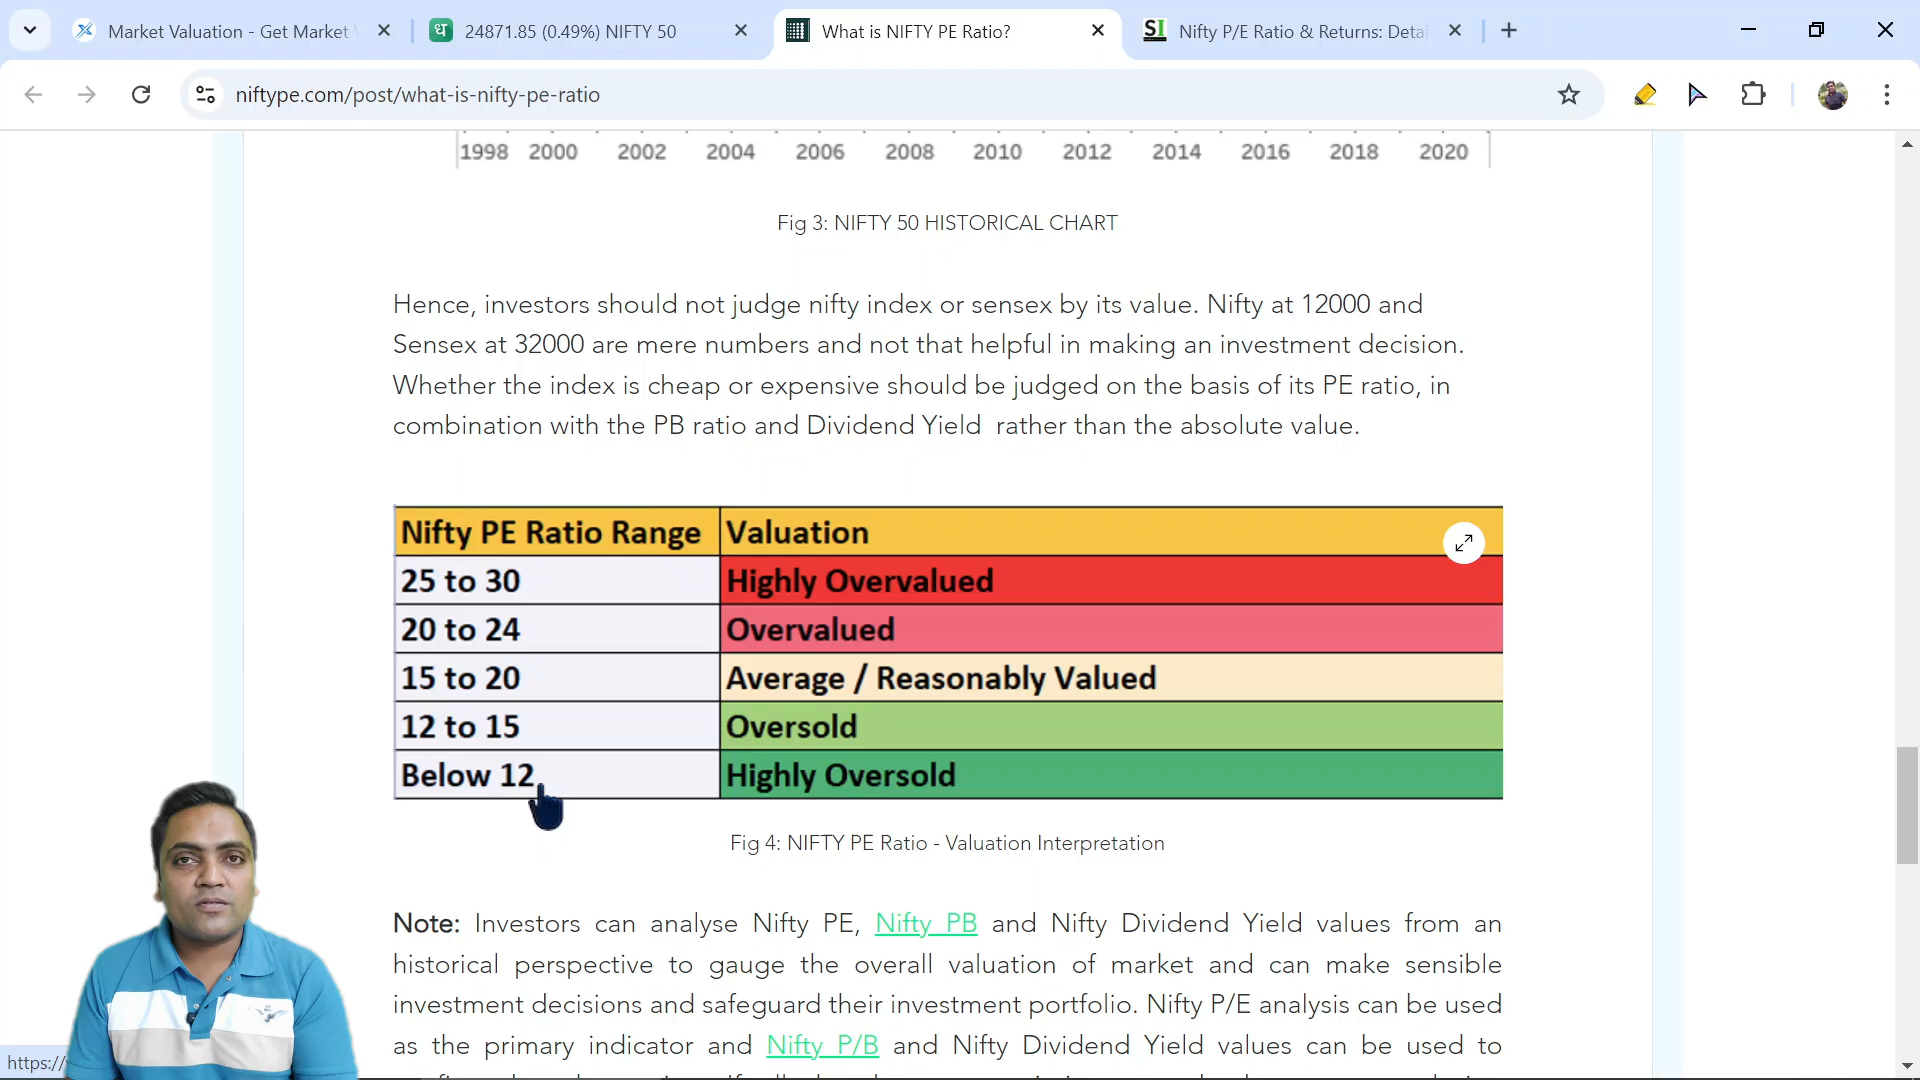 Market Valuation - Get Market
24871.85 (0.49%) NIFTY 50
What is NIFTY PE Ratio?
SI
Nifty P/E Ratio & Returns: Detai
niftype.com/post/what-is-nifty-pe-ratio
1998 2000 2002 2004 2006 2008 2010 2012 2014 2016 2018 2020
Fig 3: NIFTY 50 HISTORICAL CHART
Hence, investors should not judge nifty index or sensex by its value. Nifty at 12000 and
Sensex at 32000 are mere numbers and not that helpful in making an investment decision.
Whether the index is cheap or expensive should be judged on the basis of its PE ratio, in
combination with the PB ratio and Dividend Yield rather than the absolute value.
Nifty PE Ratio Range Valuation
25 to 30 Highly Overvalued
20 to 24 Overvalued
15 to 20 Average / Reasonably Valued
12 to 15 Oversold
Below 12 Highly Oversold
Fig 4: NIFTY PE Ratio - Valuation Interpretation
Note: Investors can analyse Nifty PE, Nifty PB and Nifty Dividend Yield values from an
historical perspective to gauge the overall valuation of market and can make sensible
investment decisions and safeguard their investment portfolio. Nifty P/E analysis can be used
as the primary indicator and Nifty P/B and Nifty Dividend Yield values can be used to
https://